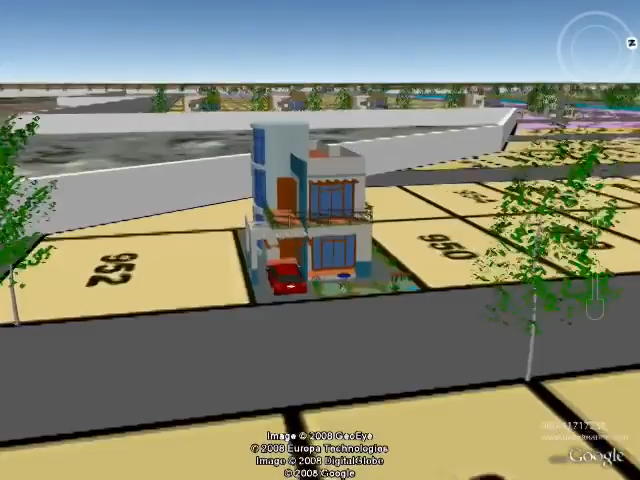 N
952
950
Image © 2008 GeoEye
© 2008 Europa Technologies
Image © 2008 DigitalGlobe
© 2008 Google
Google